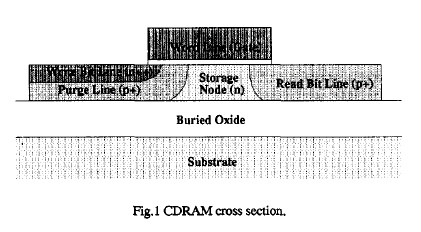 Word Line (Gate)
Storage
Node (n)
Purge Line (p+)
Read Bit Line (p+)
Buried Oxide
Substrate
Fig.1 CDRAM cross section.